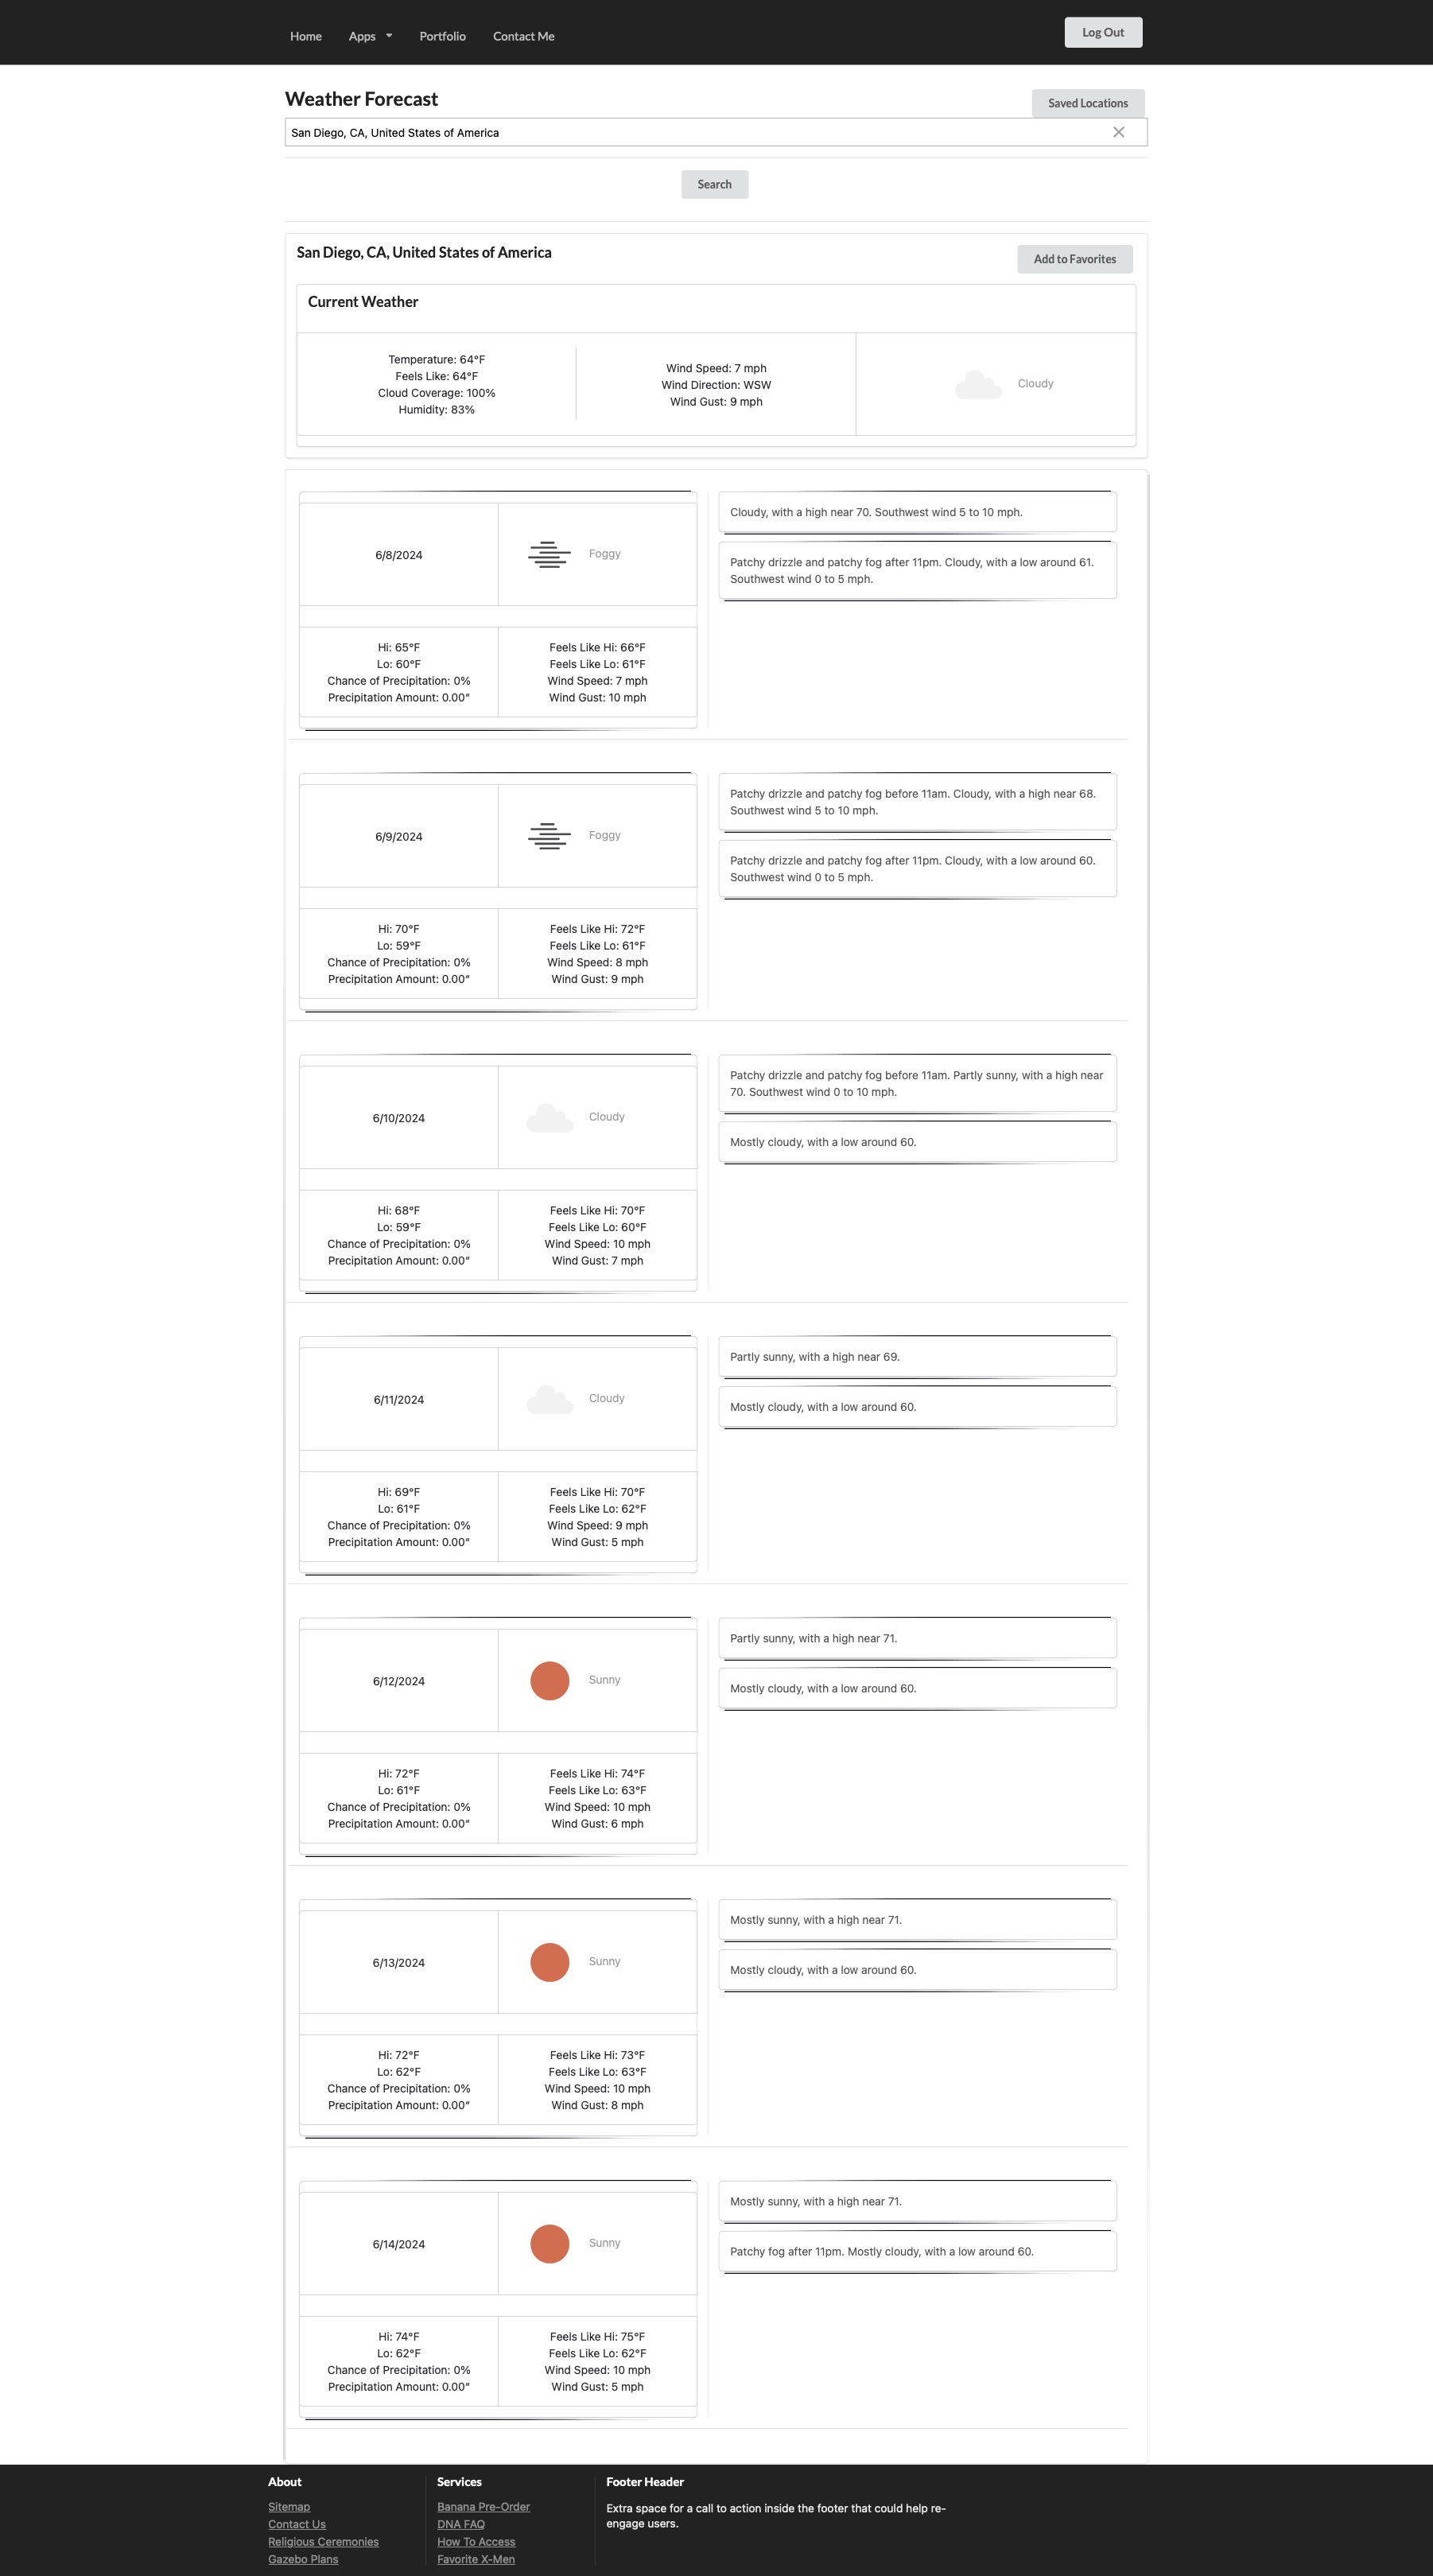 Home Apps Portfolio Contact Me Log Out
Weather Forecast
Saved Locations
San Diego, CA, United States of America
Search
San Diego, CA, United States of America
Add to Favorites
Current Weather
Temperature: 64°F
Feels Like: 64°F
Cloud Coverage: 100%
Humidity: 83%
Wind Speed: 7 mph
Wind Direction: WSW
Wind Gust: 9 mph
Cloudy
6/8/2024
Foggy
Hi: 65°F
Lo: 60°F
Chance of Precipitation: 0%
Precipitation Amount: 0.00"
Feels Like Hi: 66°F
Feels Like Lo: 61°F
Wind Speed: 7 mph
Wind Gust: 10 mph
Cloudy, with a high near 70. Southwest wind 5 to 10 mph.
Patchy drizzle and patchy fog after 11pm. Cloudy, with a low around 61.
Southwest wind 0 to 5 mph.
6/9/2024
Foggy
Hi: 70°F
Lo: 59°F
Chance of Precipitation: 0%
Precipitation Amount: 0.00"
Feels Like Hi: 72°F
Feels Like Lo: 61°F
Wind Speed: 8 mph
Wind Gust: 9 mph
Patchy drizzle and patchy fog before 11am. Cloudy, with a high near 68.
Southwest wind 5 to 10 mph.
Patchy drizzle and patchy fog after 11pm. Cloudy, with a low around 60.
Southwest wind 0 to 5 mph.
6/10/2024
Cloudy
Hi: 68°F
Lo: 59°F
Chance of Precipitation: 0%
Precipitation Amount: 0.00"
Feels Like Hi: 70°F
Feels Like Lo: 60°F
Wind Speed: 10 mph
Wind Gust: 7 mph
Patchy drizzle and patchy fog before 11am. Partly sunny, with a high near
70. Southwest wind 0 to 10 mph.
Mostly cloudy, with a low around 60.
6/11/2024
Cloudy
Hi: 69°F
Lo: 61°F
Chance of Precipitation: 0%
Precipitation Amount: 0.00"
Feels Like Hi: 70°F
Feels Like Lo: 62°F
Wind Speed: 9 mph
Wind Gust: 5 mph
Partly sunny, with a high near 69.
Mostly cloudy, with a low around 60.
6/12/2024
Sunny
Hi: 72°F
Lo: 61°F
Chance of Precipitation: 0%
Precipitation Amount: 0.00"
Feels Like Hi: 74°F
Feels Like Lo: 63°F
Wind Speed: 10 mph
Wind Gust: 6 mph
Partly sunny, with a high near 71.
Mostly cloudy, with a low around 60.
6/13/2024
Sunny
Hi: 72°F
Lo: 62°F
Chance of Precipitation: 0%
Precipitation Amount: 0.00"
Feels Like Hi: 73°F
Feels Like Lo: 63°F
Wind Speed: 10 mph
Wind Gust: 8 mph
Mostly sunny, with a high near 71.
Mostly cloudy, with a low around 60.
6/14/2024
Sunny
Hi: 74°F
Lo: 62°F
Chance of Precipitation: 0%
Precipitation Amount: 0.00"
Feels Like Hi: 75°F
Feels Like Lo: 62°F
Wind Speed: 10 mph
Wind Gust: 5 mph
Mostly sunny, with a high near 71.
Patchy fog after 11pm. Mostly cloudy, with a low around 60.
About
Sitemap
Contact Us
Religious Ceremonies
Gazebo Plans
Services
Banana Pre-Order
DNA FAQ
How To Access
Favorite X-Men
Footer Header
Extra space for a call to action inside the footer that could help re-
engage users.